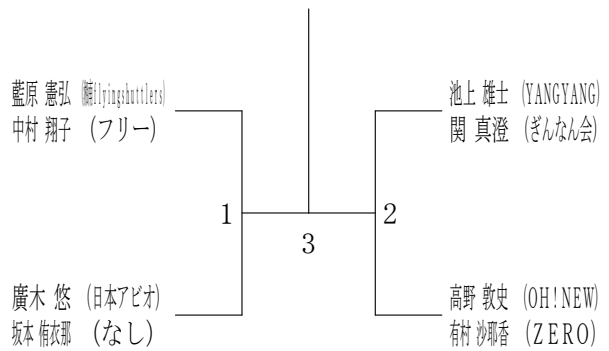 藍原 憲弘 flyingshuttlers)
中村 翔子 (フリー)
池上 雄士 (YANGYANG)
関 真澄 (ぎんなん会)
1
2
3
廣木 悠 (日本アビオ)
坂本 侑衣那 (なし)
高野 敦史 (OH!NEW)
有村 沙耶香 (ZERO)